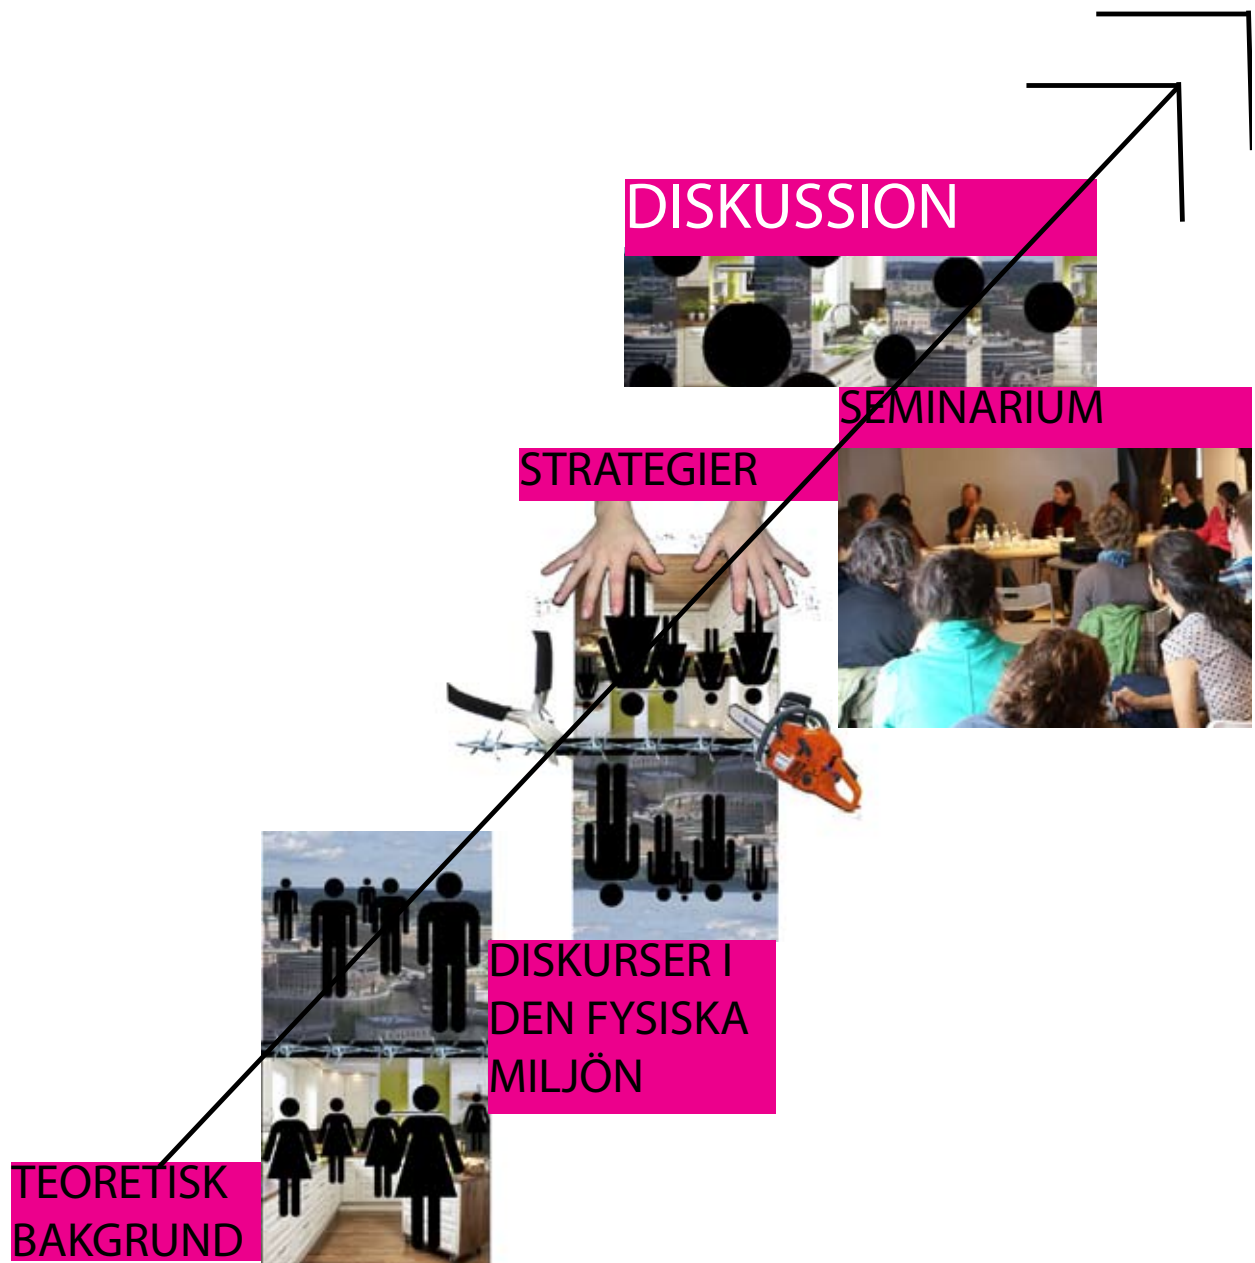 DISKUSSION
SEMINARIUM
STRATEGIER
DISKURSER I
DEN FYSISKA
MILJÖN
TEORETISK
BAKGRUND